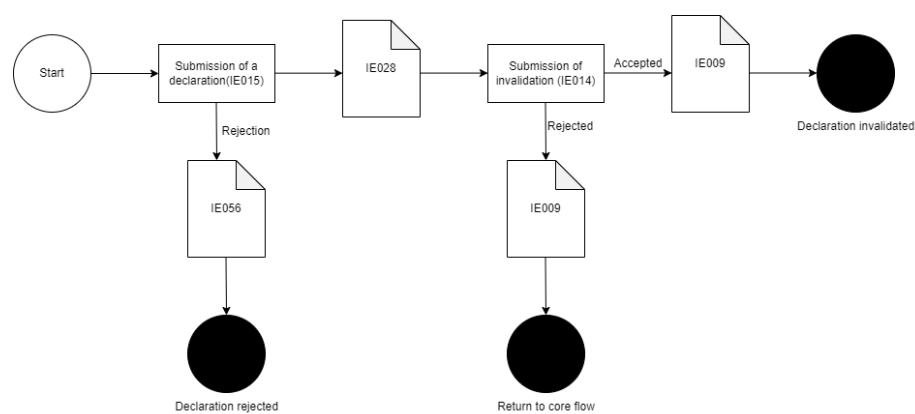 Start
Submission of a
declaration(IE015)
IE028
Submission of
invalidation (IE014)
Accepted
IE009
Declaration invalidated
Rejection
Rejected
IE056
IE009
Declaration rejected
Return to core flow